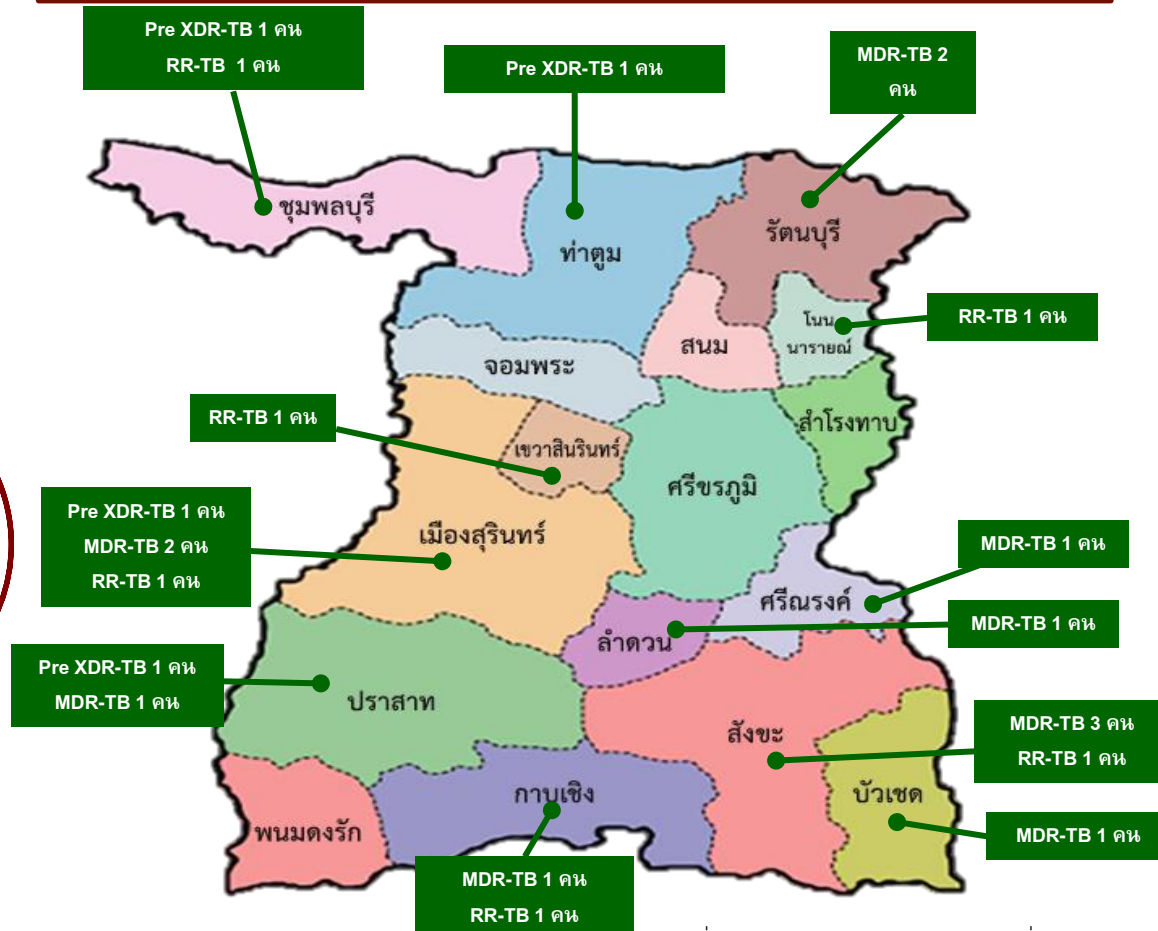 Pre XDR-TB 1 คน
RR-TB 1 คน
Pre XDR-TB 1 คน
MDR-TB 2
คน
ชุมพลบุรี
ท่าตูม
รัตนบุรี
RR-TB 1 คน
โนน
นารายณ์
สนม
จอมพระ
RR-TB 1 คน
เขวาสินรินทร์
สำโรงทาบ
ศรีขรภูมิ
Pre XDR-TB 1 คน
MDR-TB 2 คน
RR-TB 1 คน
เมืองสุรินทร์
MDR-TB 1 คน
ศรีณรงค์
MDR-TB 1 คน
ลำดวน
Pre XDR-TB 1 คน
MDR-TB 1 คน
ปราสาท
สังขะ
MDR-TB 3 คน
RR-TB 1 คน
กาบเชิง
บัวเชด
พนมดงรัก
MDR-TB 1 คน
MDR-TB 1 คน
RR-TB 1 คน